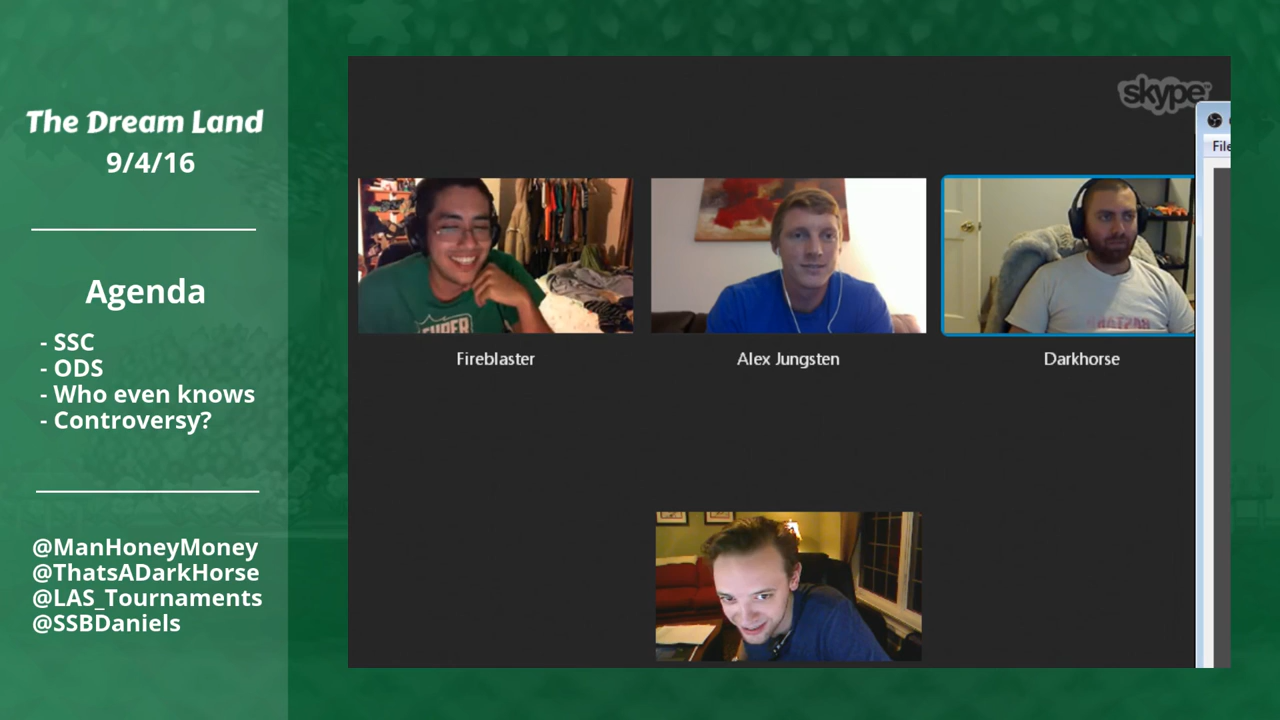 The Dream Land
9/4/16
Agenda
- SSC
- ODS
- Who even knows
- Controversy?
@ManHoneyMoney
@ThatsADarkHorse
@LAS_Tournaments
@SSBDaniels
skype
File
SUPER
Fireblaster
Alex Jungsten
Darkhorse